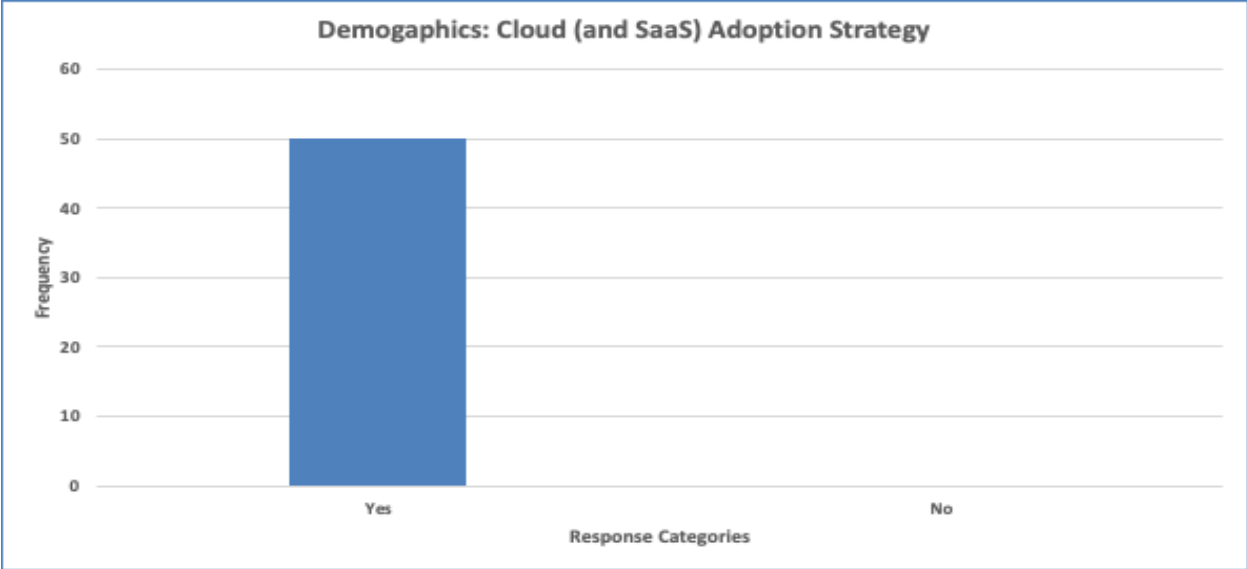 Demogaphics: Cloud (and SaaS) Adoption Strategy
60
50
40
30
20
10
0
Frequency
Yes No
Response Categories